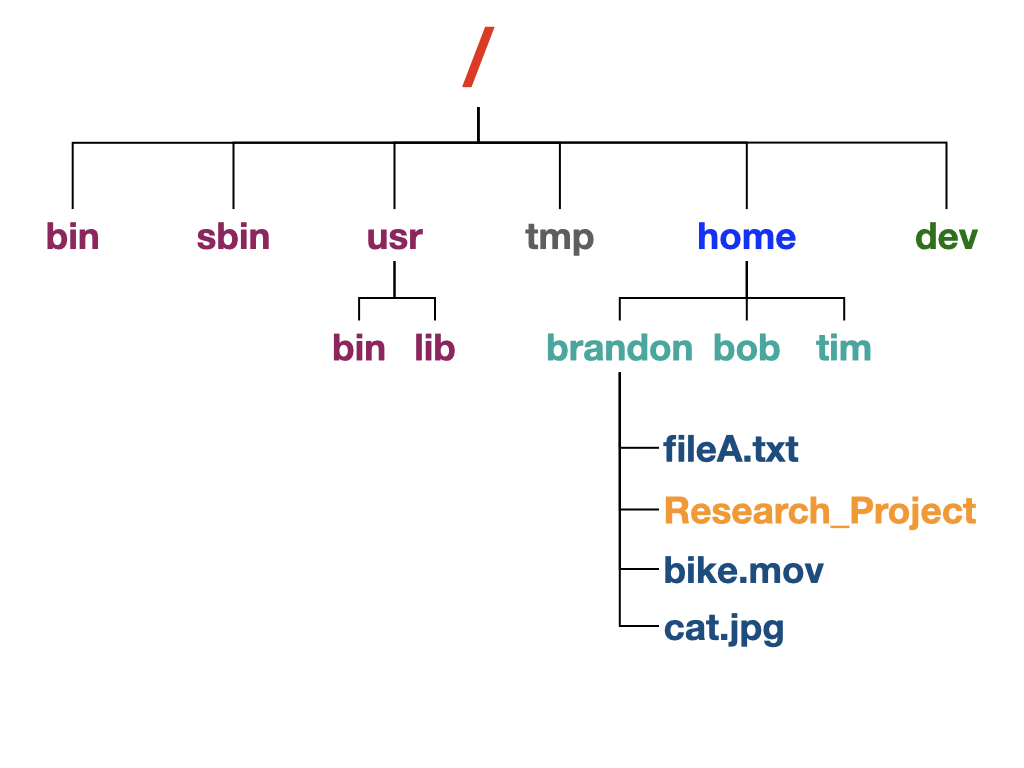 /
bin sbin usr tmp home dev
bin lib brandon bob tim
fileA.txt
Research_Project
bike.mov
cat.jpg